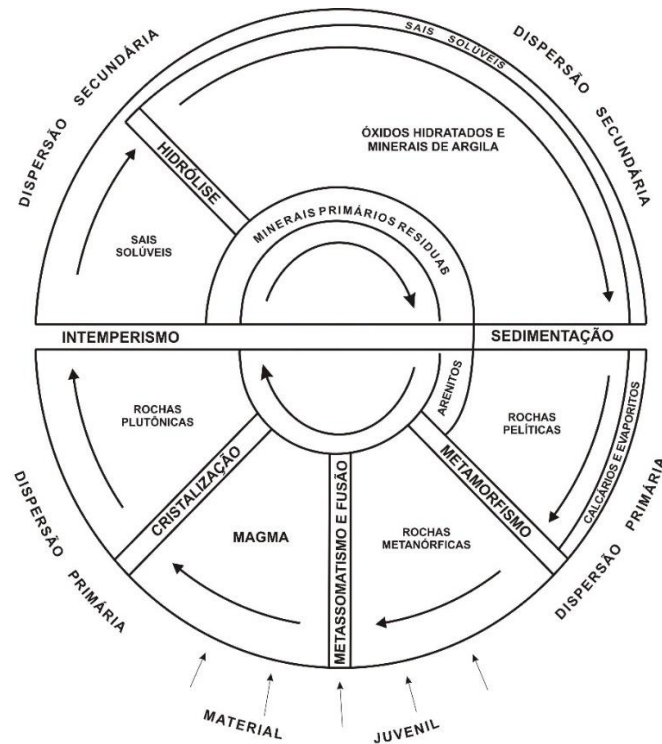 DISPERSÃO SECUNDÁRIA
SAIS SOLÚVEIS
DISPERSÃO SECUNDÁRIA
ÓXIDOS HIDRATADOS E
MINERAIS DE ARGILA
HIDRÓLISE
SAIS
SOLÚVEIS
MINERAIS PRIMÁRIOS RESIDUAS
INTEMPERISMO
SEDIMENTAÇÃO
ROCHAS
PLUTÔNICAS
ARENITOS
ROCHAS
PELÍTICAS
CALCÁRIOS E EVAPORITOS
CRISTALIZAÇÃO
METAMORFISMO
MAGMA
METASSOMATISMO E FUSÃO
ROCHAS
METANÓRFICAS
DISPERSÃO PRIMÁRIA
DISPERSÃO PRIMÁRIA
MATERIAL JUVENIL